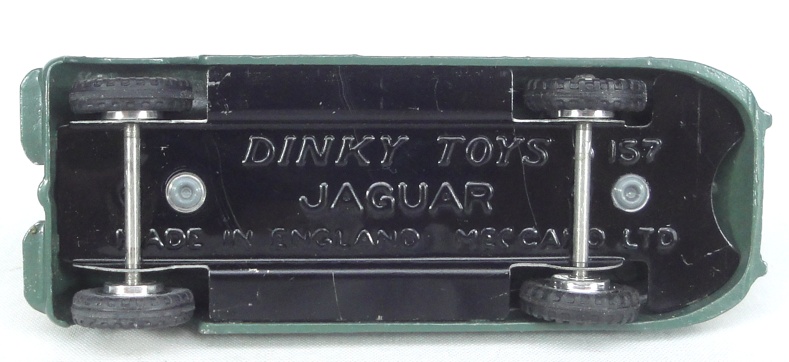 DINKY TOYS 157
JAGUAR
MADE IN ENGLAND MECCANO LTD